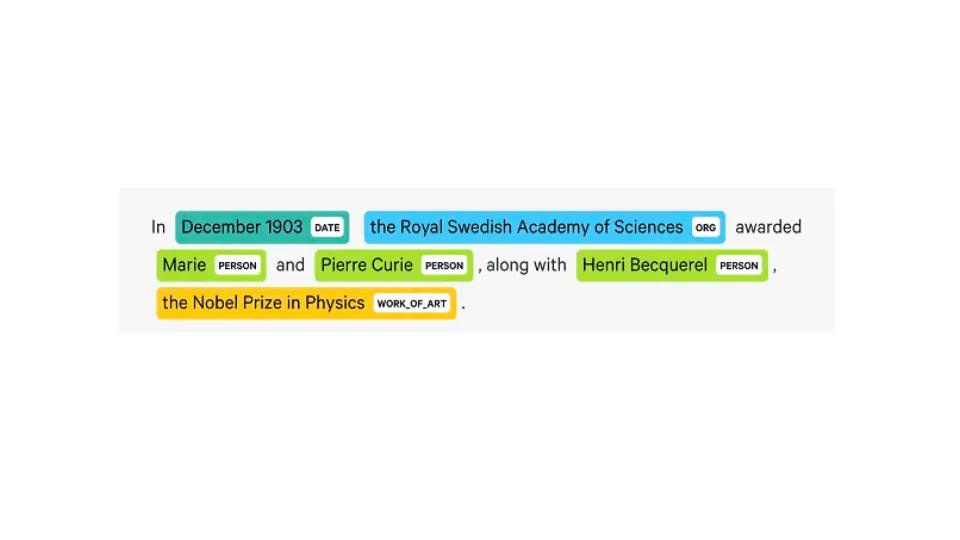 In December 1903 DATE the Royal Swedish Academy of Sciences ORG awarded
Marie PERSON and Pierre Curie PERSON , along with Henri Becquerel PERSON ,
the Nobel Prize in Physics WORK_OF_ART .